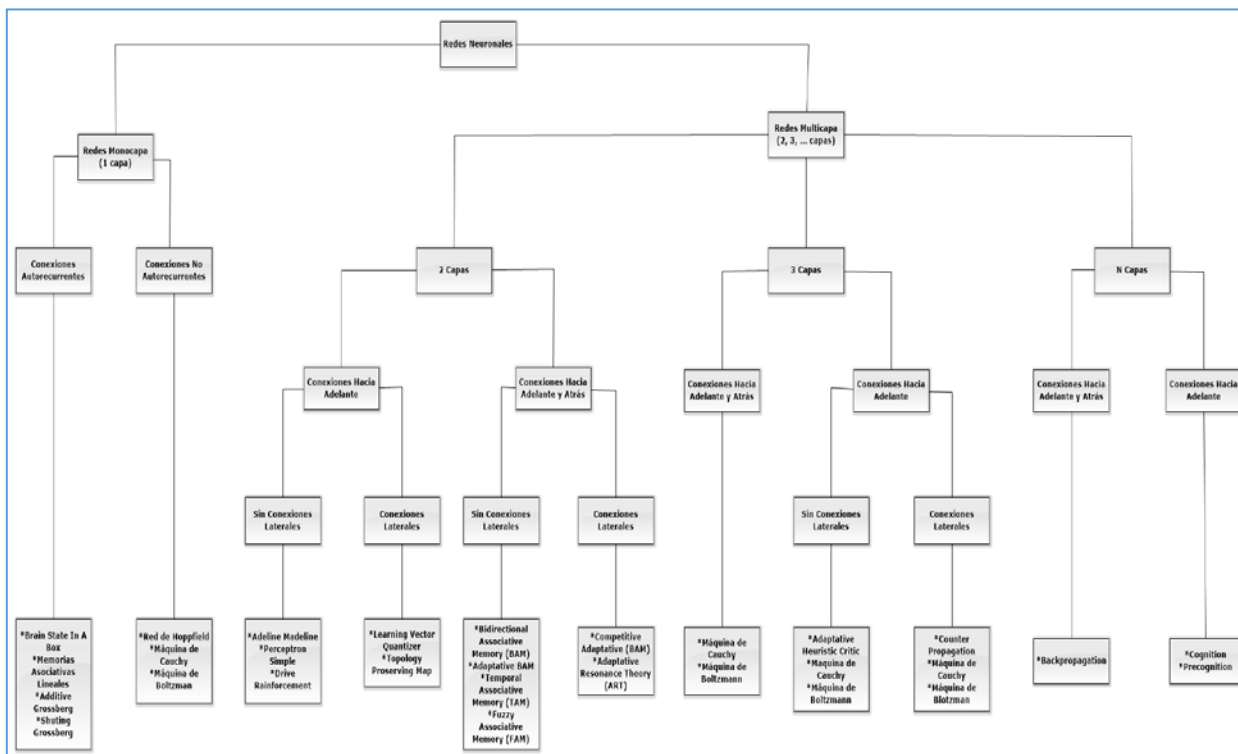 Redes Neuronales
Redes Multicapa
(2, 3, ... capas)
Redes Monocapa
(1 capa)
Conexiones
Autorecurrentes
Conexiones No
Autorecurrentes
2 Capas
3 Capas
N Capas
Conexiones Hacia
Adelante
Conexiones Hacia
Adelante y Atrás
Conexiones Hacia
Adelante y Atrás
Conexiones Hacia
Adelante
Conexiones Hacia
Adelante y Atrás
Conexiones Hacia
Adelante
Sin Conexiones
Laterales
Conexiones
Laterales
Sin Conexiones
Laterales
Conexiones
Laterales
Sin Conexiones
Laterales
Conexiones
Laterales
*Brain State In A
Box
*Memorias
Asociativas
Lineales
*Additive
Grossberg
*Shuting
Grossberg
*Red de Hoppfield
*Máquina de
Cauchy
*Máquina de
Boltzman
*Adeline Madeline
*Perceptron
Simple
*Drive
Rainforcement
*Learning Vector
Quantizer
*Topology
Preserving Map
*Bidirectional
Associative
Memory (BAM)
*Adaptative BAM
*Temporal
Associative
Memory (TAM)
*Fuzzy
Associative
Memory (FAM)
*Competitive
Adaptative (BAM)
*Adaptative
Resonance Theory
(ART)
*Máquina de
Cauchy
*Máquina de
Boltzmann
*Adaptative
Heuristic Critic
*Maquina de
Cauchy
*Máquina de
Boltzmann
*Counter
Propagation
*Máquina de
Cauchy
*Máquina de
Blotzman
*Backpropagation
*Cognition
*Precognition